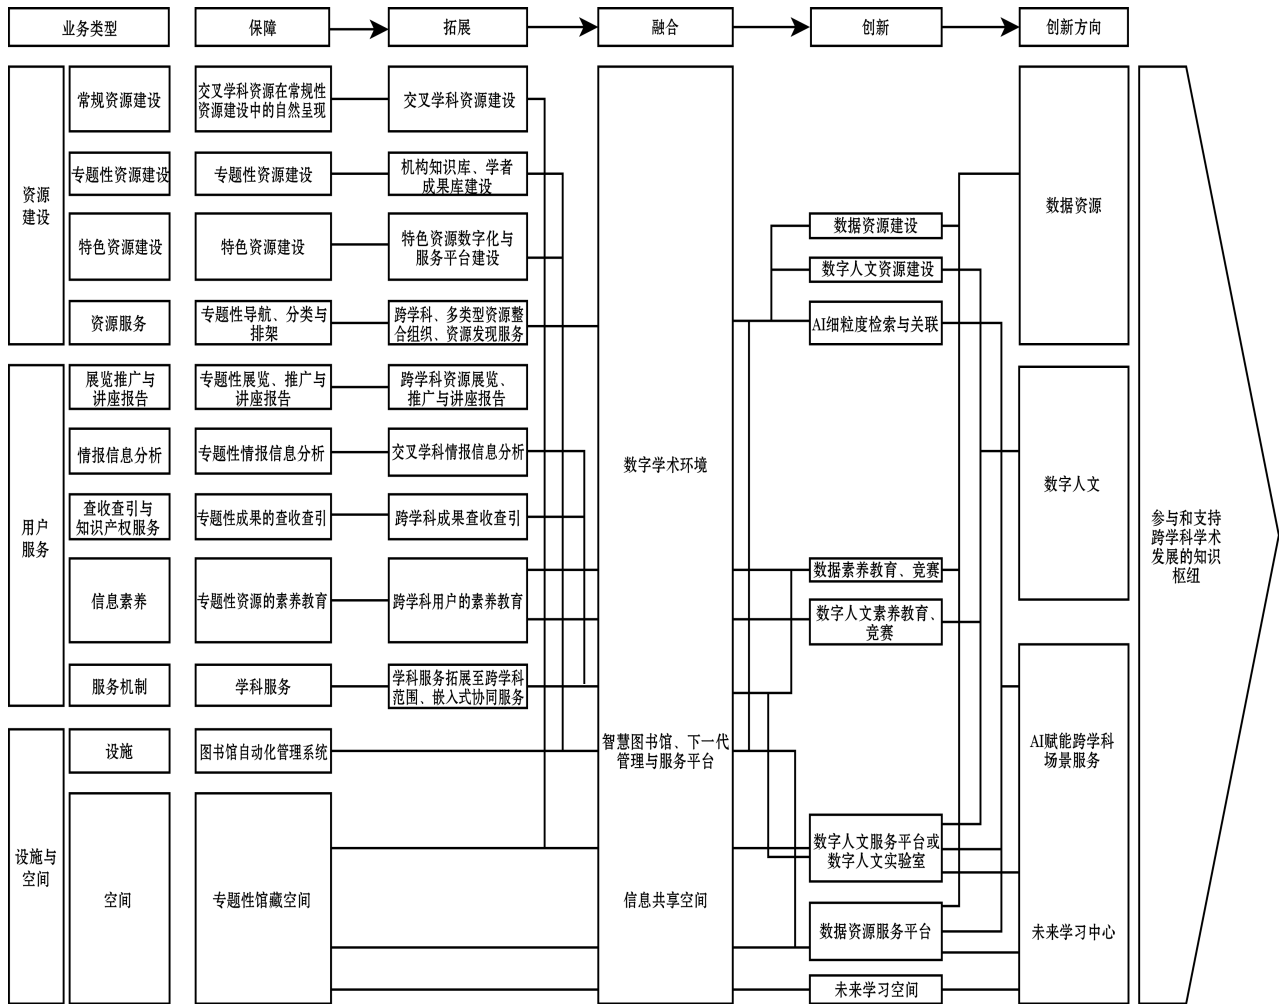 业务类型
保障
拓展
融合
创新
创新方向
资源
建设
常规资源建设
交叉学科资源在常规性
资源建设中的自然呈现
交叉学科资源建设
专题性资源建设
专题性资源建设
机构知识库、学者
成果库建设
特色资源建设
特色资源建设
特色资源数字化与
服务平台建设
资源服务
专题性导航、分类与
排架
跨学科、多类型资源整
合组织、资源发现服务
用户
服务
展览推广与
讲座报告
专题性展览、推广与
讲座报告
跨学科资源展览、
推广与讲座报告
情报信息分析
专题性情报信息分析
交叉学科情报信息分析
查收查引与
知识产权服务
专题性成果的查收查引
跨学科成果查收查引
信息素养
专题性资源的素养教育
跨学科用户的素养教育
服务机制
学科服务
学科服务拓展至跨学科
范围、嵌入式协同服务
设施与
空间
设施
图书馆自动化管理系统
空间
专题性馆藏空间
数字学术环境
智慧图书馆、下一代
管理与服务平台
信息共享空间
数据资源建设
数字人文资源建设
AI细粒度检索与关联
数据素养教育、竞赛
数字人文素养教育、
竞赛
数字人文服务平台或
数字人文实验室
数据资源服务平台
未来学习空间
数据资源
数字人文
AI赋能跨学科
场景服务
未来学习中心
参与和支持
跨学科学术
发展的知识
枢纽